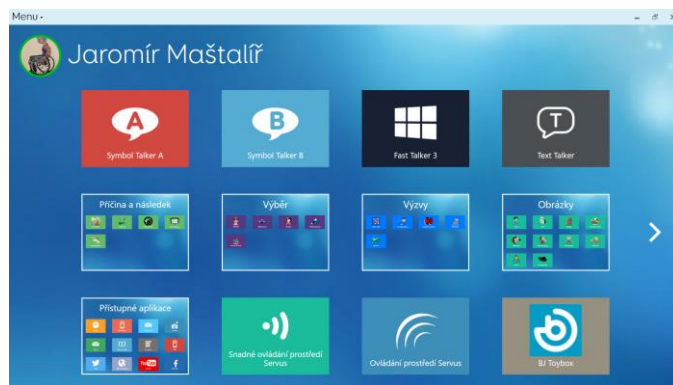 Menu
Jaromír Maštalíř
A
Symbol Talker A
B
Symbol Talker B
Fast Talker 3
T
Text Talker
Příčina a následek
Výběr
Výzvy
Obrázky
Přístupné aplikace
Snadné ovládání prostředí
Servus
Ovládání prostředí Servus
BJ Toybox